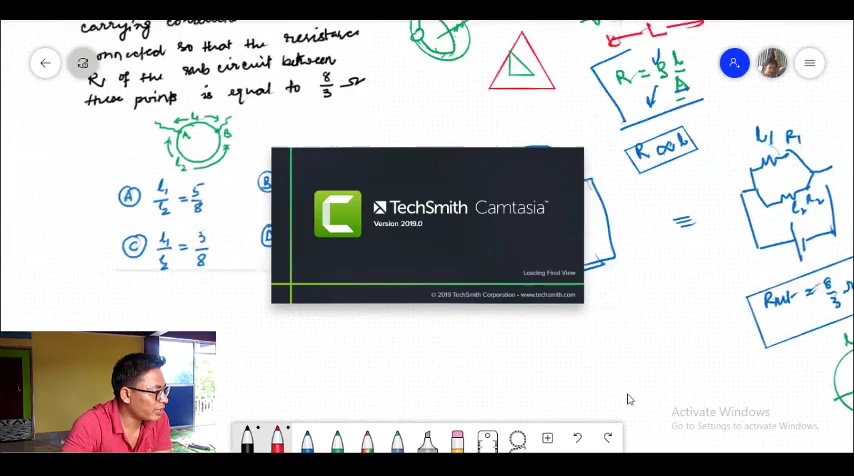 carrying
connected so that the resistance
R₁ of the sub circuit between
these points is equal to 8/3 Ω
R = ρ l/A
R ∝ l
l₁ R₁
l₂ R₂
≡
l₁
A B
l₂
(A) l₁/l₂ = 5/8
(B)
(C) l₁/l₂ = 3/8
(D)
TechSmith Camtasia™
Version 2019.0
Loading Final View
© 2019 TechSmith Corporation - www.techsmith.com
= 8/3 Ω
Activate Windows
Go to Settings to activate Windows.